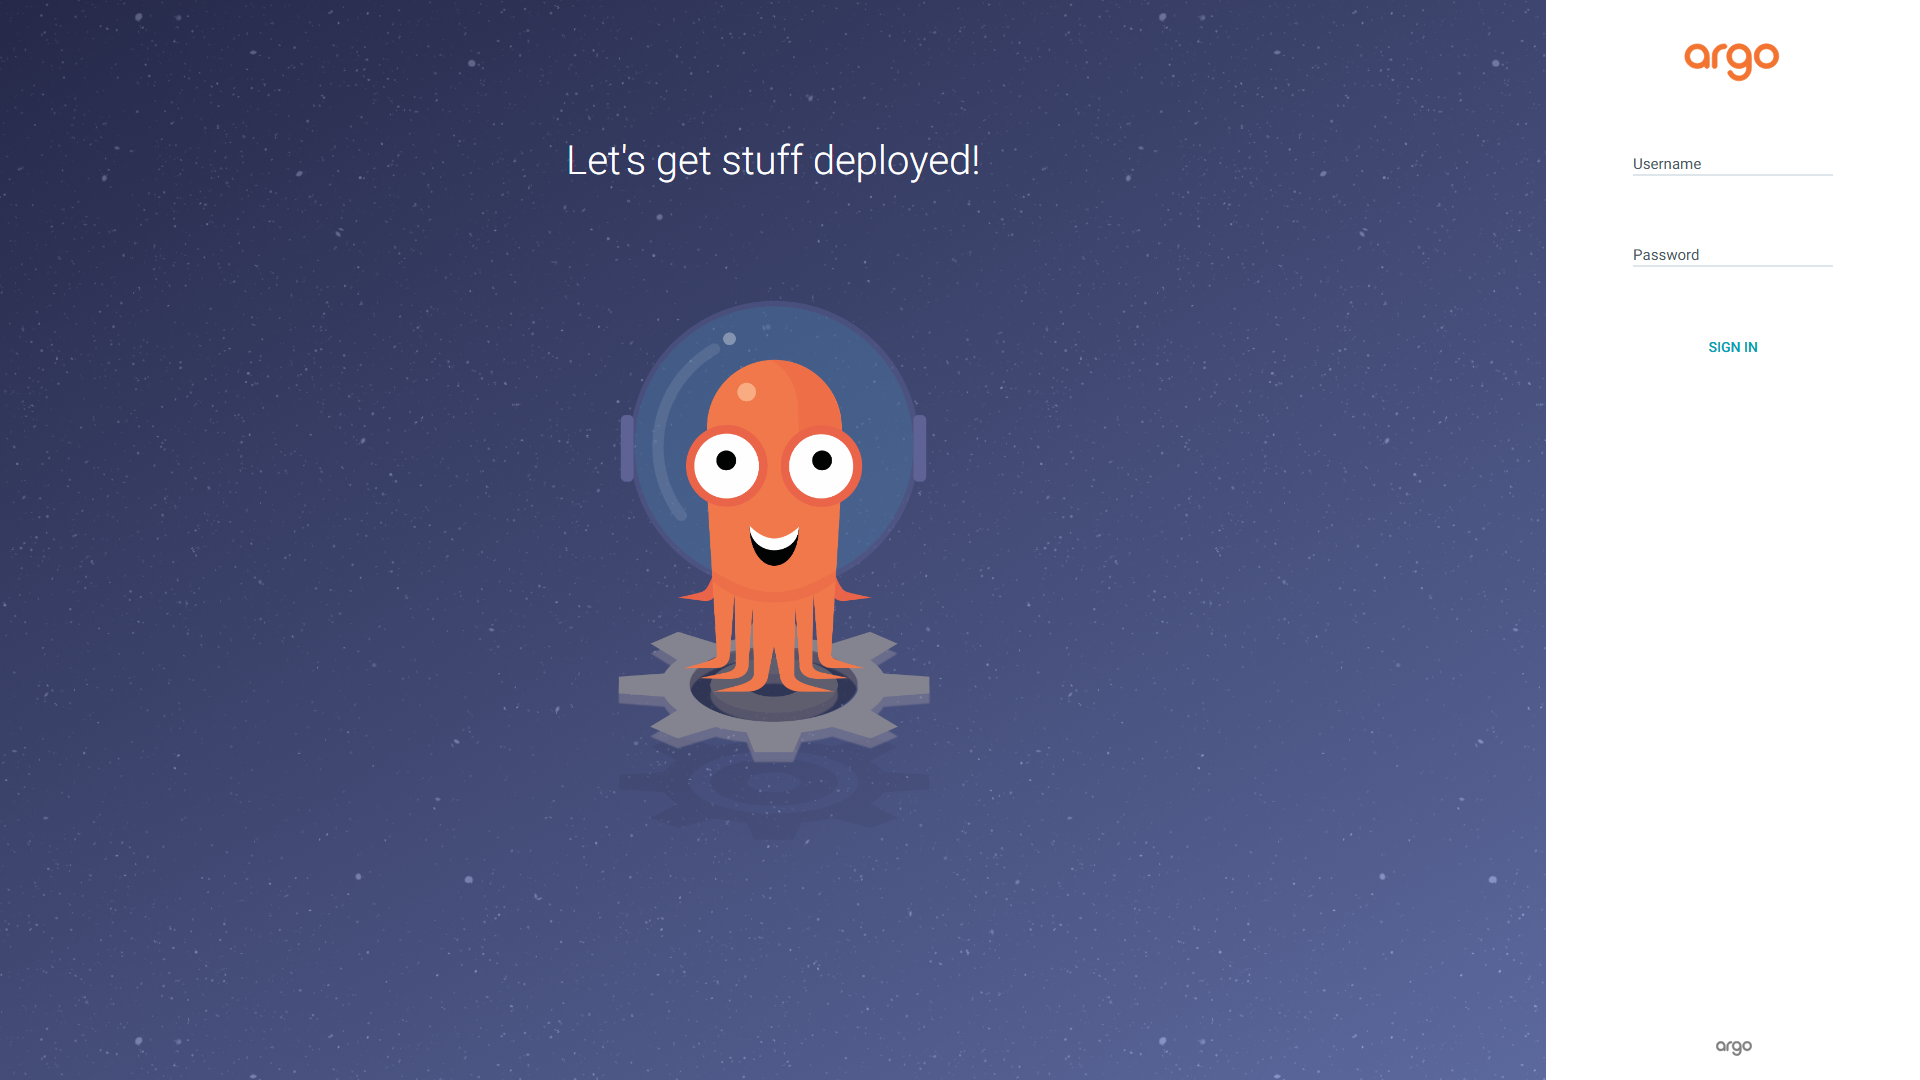 Let's get stuff deployed!
argo
Username
Password
SIGN IN
argo